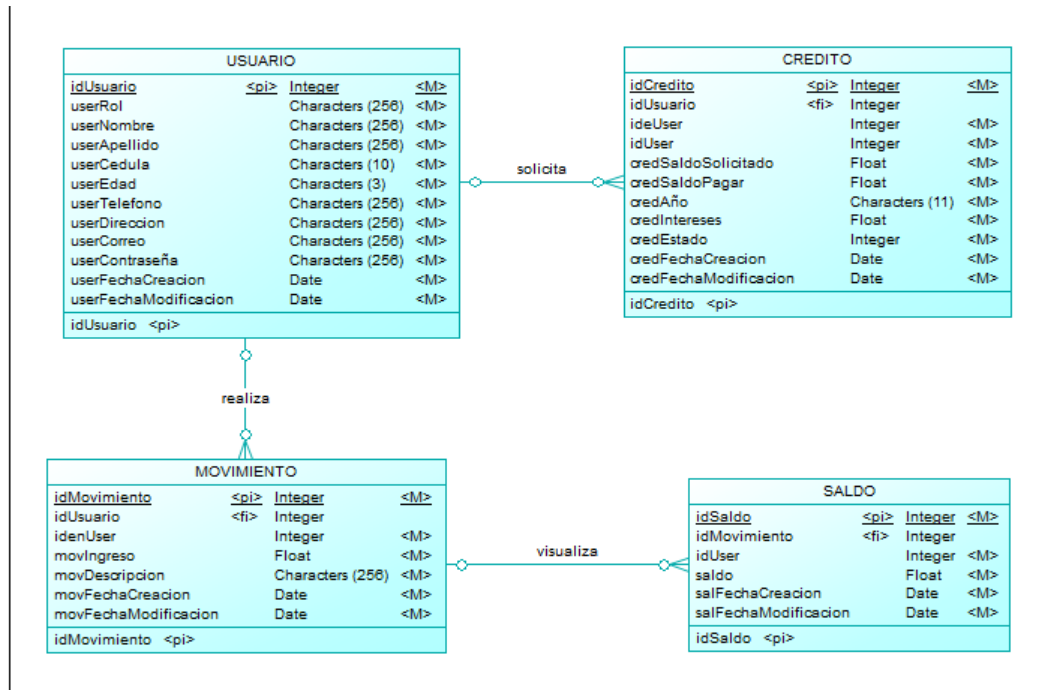 USUARIO
idUsuario <pi> Integer <M>
userRol Characters (256) <M>
userNombre Characters (256) <M>
userApellido Characters (256) <M>
userCedula Characters (10) <M>
userEdad Characters (3) <M>
userTelefono Characters (256) <M>
userDireccion Characters (256) <M>
userCorreo Characters (256) <M>
userContraseña Characters (256) <M>
userFechaCreacion Date <M>
userFechaModificacion Date <M>
idUsuario <pi>
solicita
CREDITO
idCredito <pi> Integer <M>
idUsuario <fi> Integer
ideUser Integer <M>
idUser Integer <M>
credSaldoSolicitado Float <M>
credSaldoPagar Float <M>
credAño Characters (11) <M>
credIntereses Float <M>
credEstado Integer <M>
credFechaCreacion Date <M>
credFechaModificacion Date <M>
idCredito <pi>
realiza
MOVIMIENTO
idMovimiento <pi> Integer <M>
idUsuario <fi> Integer
idenUser Integer <M>
movIngreso Float <M>
movDescripcion Characters (256) <M>
movFechaCreacion Date <M>
movFechaModificacion Date <M>
idMovimiento <pi>
visualiza
SALDO
idSaldo <pi> Integer <M>
idMovimiento <fi> Integer
idUser Integer <M>
saldo Float <M>
salFechaCreacion Date <M>
salFechaModificacion Date <M>
idSaldo <pi>